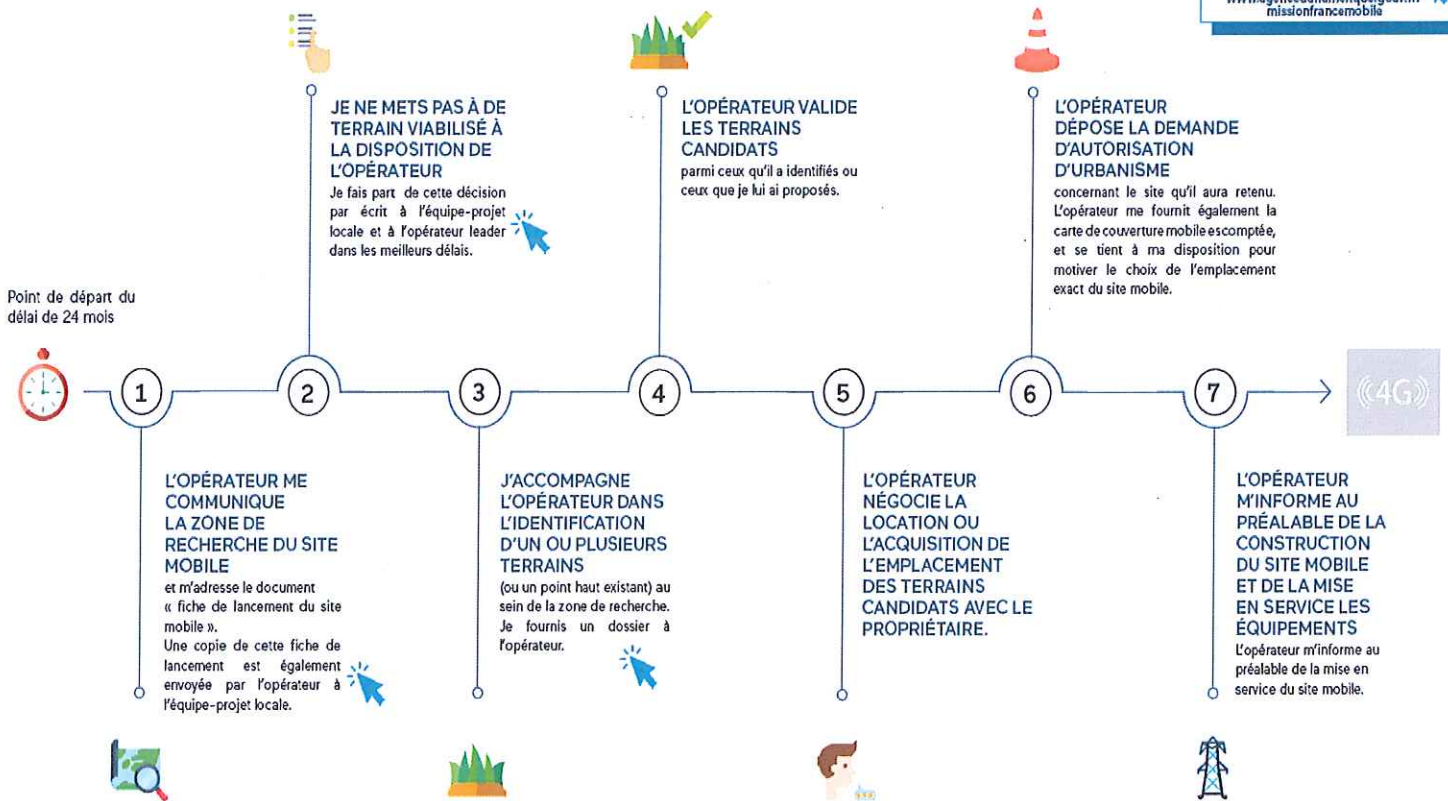 missionfrancemobile
JE NE METS PAS À DE
TERRAIN VIABILISÉ À
LA DISPOSITION DE
L'OPÉRATEUR
Je fais part de cette décision
par écrit à l'équipe-projet
locale et à l'opérateur leader
dans les meilleurs délais.
L'OPÉRATEUR VALIDE
LES TERRAINS
CANDIDATS
parmi ceux qu'il a identifiés ou
ceux que je lui ai proposés.
L'OPÉRATEUR
DÉPOSE LA DEMANDE
D'AUTORISATION
D'URBANISME
concernant le site qu'il aura retenu.
L'opérateur me fournit également la
carte de couverture mobile escomptée,
et se tient à ma disposition pour
motiver le choix de l'emplacement
exact du site mobile.
Point de départ du
délai de 24 mois
1
2
3
4
5
6
7
((4G))
L'OPÉRATEUR ME
COMMUNIQUE
LA ZONE DE
RECHERCHE DU SITE
MOBILE
et m'adresse le document
« fiche de lancement du site
mobile ».
Une copie de cette fiche de
lancement est également
envoyée par l'opérateur à
l'équipe-projet locale.
J'ACCOMPAGNE
L'OPÉRATEUR DANS
L'IDENTIFICATION
D'UN OU PLUSIEURS
TERRAINS
(ou un point haut existant) au
sein de la zone de recherche.
Je fournis un dossier à
l'opérateur.
L'OPÉRATEUR
NÉGOCIE LA
LOCATION OU
L'ACQUISITION DE
L'EMPLACEMENT
DES TERRAINS
CANDIDATS AVEC LE
PROPRIÉTAIRE.
L'OPÉRATEUR
M'INFORME AU
PRÉALABLE DE LA
CONSTRUCTION
DU SITE MOBILE
ET DE LA MISE
EN SERVICE LES
ÉQUIPEMENTS
L'opérateur m'informe au
préalable de la mise en
service du site mobile.